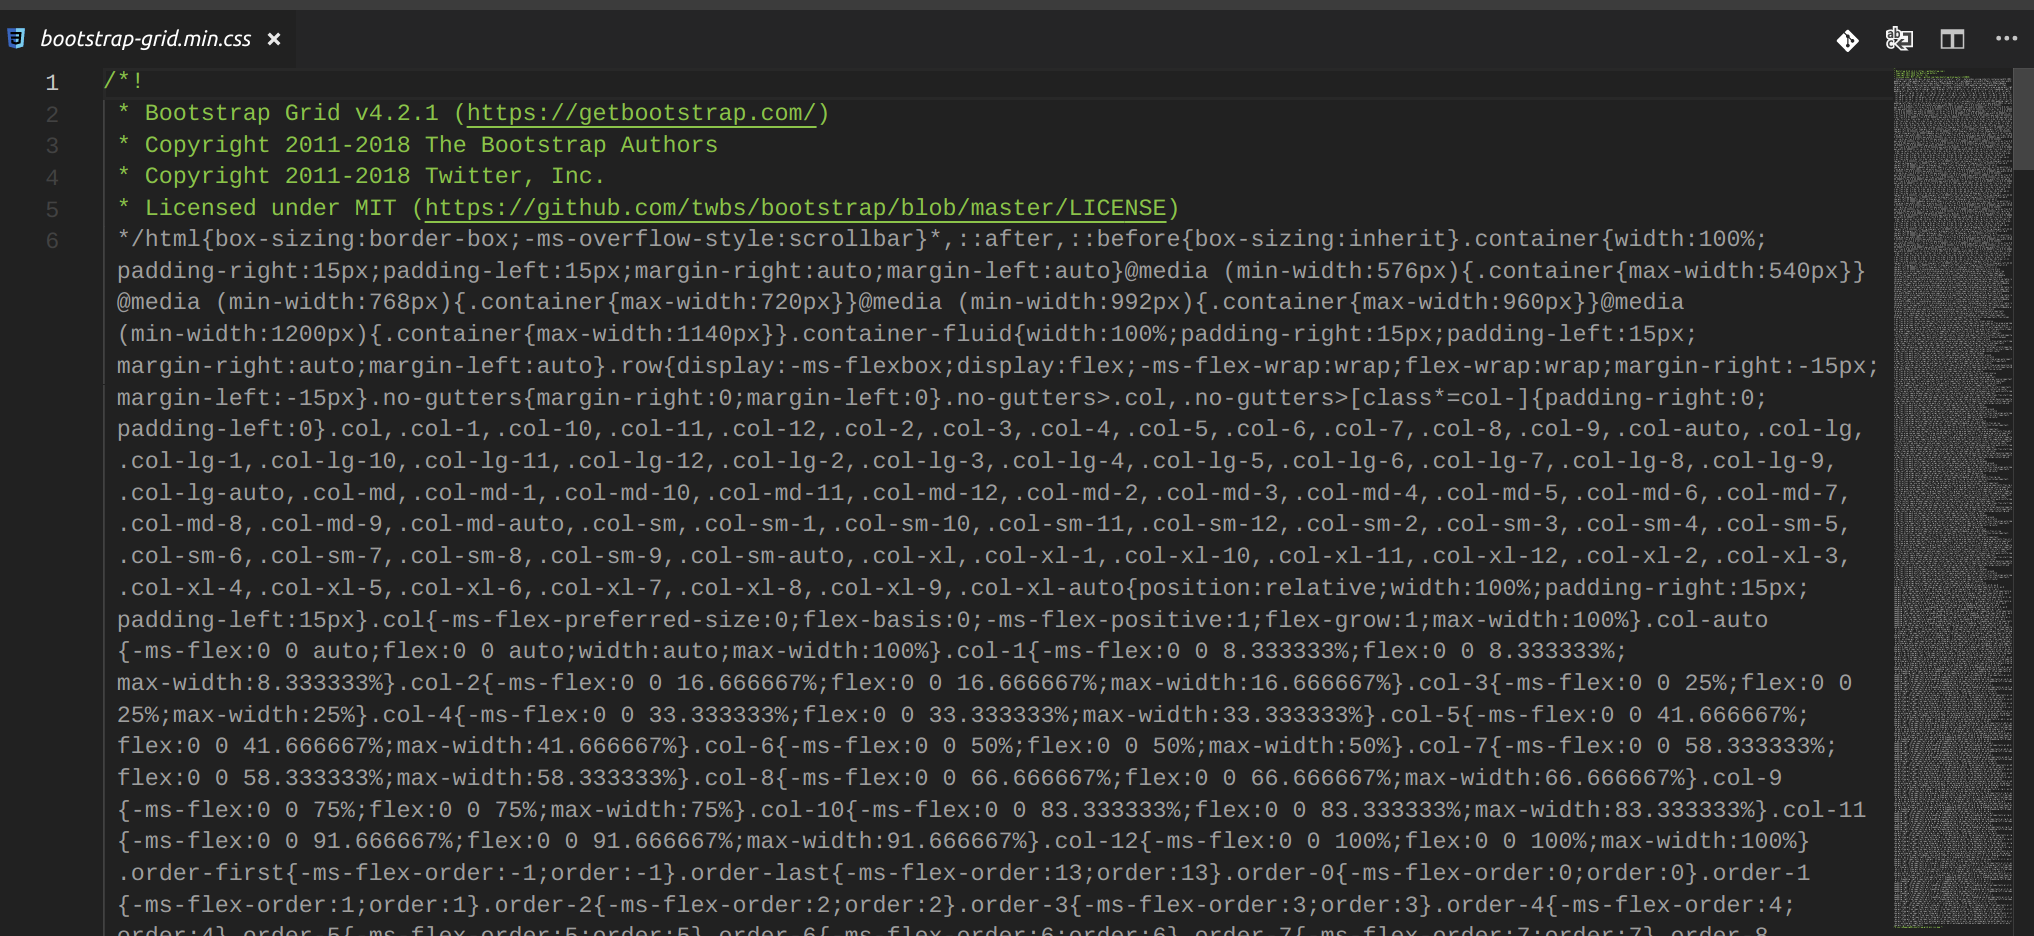 bootstrap-grid.min.css
1 /*!
2 * Bootstrap Grid v4.2.1 (https://getbootstrap.com/)
3 * Copyright 2011-2018 The Bootstrap Authors
4 * Copyright 2011-2018 Twitter, Inc.
5 * Licensed under MIT (https://github.com/twbs/bootstrap/blob/master/LICENSE)
6 */html{box-sizing:border-box;-ms-overflow-style:scrollbar}*,::after,::before{box-sizing:inherit}.container{width:100%;
padding-right:15px;padding-left:15px;margin-right:auto;margin-left:auto}@media (min-width:576px){.container{max-width:540px}}
@media (min-width:768px){.container{max-width:720px}}@media (min-width:992px){.container{max-width:960px}}@media
(min-width:1200px){.container{max-width:1140px}}.container-fluid{width:100%;padding-right:15px;padding-left:15px;
margin-right:auto;margin-left:auto}.row{display:-ms-flexbox;display:flex;-ms-flex-wrap:wrap;flex-wrap:wrap;margin-right:-15px;
margin-left:-15px}.no-gutters{margin-right:0;margin-left:0}.no-gutters>.col,.no-gutters>[class*=col-]{padding-right:0;
padding-left:0}.col,.col-1,.col-10,.col-11,.col-12,.col-2,.col-3,.col-4,.col-5,.col-6,.col-7,.col-8,.col-9,.col-auto,.col-lg,
.col-lg-1,.col-lg-10,.col-lg-11,.col-lg-12,.col-lg-2,.col-lg-3,.col-lg-4,.col-lg-5,.col-lg-6,.col-lg-7,.col-lg-8,.col-lg-9,
.col-lg-auto,.col-md,.col-md-1,.col-md-10,.col-md-11,.col-md-12,.col-md-2,.col-md-3,.col-md-4,.col-md-5,.col-md-6,.col-md-7,
.col-md-8,.col-md-9,.col-md-auto,.col-sm,.col-sm-1,.col-sm-10,.col-sm-11,.col-sm-12,.col-sm-2,.col-sm-3,.col-sm-4,.col-sm-5,
.col-sm-6,.col-sm-7,.col-sm-8,.col-sm-9,.col-sm-auto,.col-xl,.col-xl-1,.col-xl-10,.col-xl-11,.col-xl-12,.col-xl-2,.col-xl-3,
.col-xl-4,.col-xl-5,.col-xl-6,.col-xl-7,.col-xl-8,.col-xl-9,.col-xl-auto{position:relative;width:100%;padding-right:15px;
padding-left:15px}.col{-ms-flex-preferred-size:0;flex-basis:0;-ms-flex-positive:1;flex-grow:1;max-width:100%}.col-auto
{-ms-flex:0 0 auto;flex:0 0 auto;width:auto;max-width:100%}.col-1{-ms-flex:0 0 8.333333%;flex:0 0 8.333333%;
max-width:8.333333%}.col-2{-ms-flex:0 0 16.666667%;flex:0 0 16.666667%;max-width:16.666667%}.col-3{-ms-flex:0 0 25%;flex:0 0
25%;max-width:25%}.col-4{-ms-flex:0 0 33.333333%;flex:0 0 33.333333%;max-width:33.333333%}.col-5{-ms-flex:0 0 41.666667%;
flex:0 0 41.666667%;max-width:41.666667%}.col-6{-ms-flex:0 0 50%;flex:0 0 50%;max-width:50%}.col-7{-ms-flex:0 0 58.333333%;
flex:0 0 58.333333%;max-width:58.333333%}.col-8{-ms-flex:0 0 66.666667%;flex:0 0 66.666667%;max-width:66.666667%}.col-9
{-ms-flex:0 0 75%;flex:0 0 75%;max-width:75%}.col-10{-ms-flex:0 0 83.333333%;flex:0 0 83.333333%;max-width:83.333333%}.col-11
{-ms-flex:0 0 91.666667%;flex:0 0 91.666667%;max-width:91.666667%}.col-12{-ms-flex:0 0 100%;flex:0 0 100%;max-width:100%}
.order-first{-ms-flex-order:-1;order:-1}.order-last{-ms-flex-order:13;order:13}.order-0{-ms-flex-order:0;order:0}.order-1
{-ms-flex-order:1;order:1}.order-2{-ms-flex-order:2;order:2}.order-3{-ms-flex-order:3;order:3}.order-4{-ms-flex-order:4;
order:4}.order-5{-ms-flex-order:5;order:5}.order-6{-ms-flex-order:6;order:6}.order-7{-ms-flex-order:7;order:7}.order-8